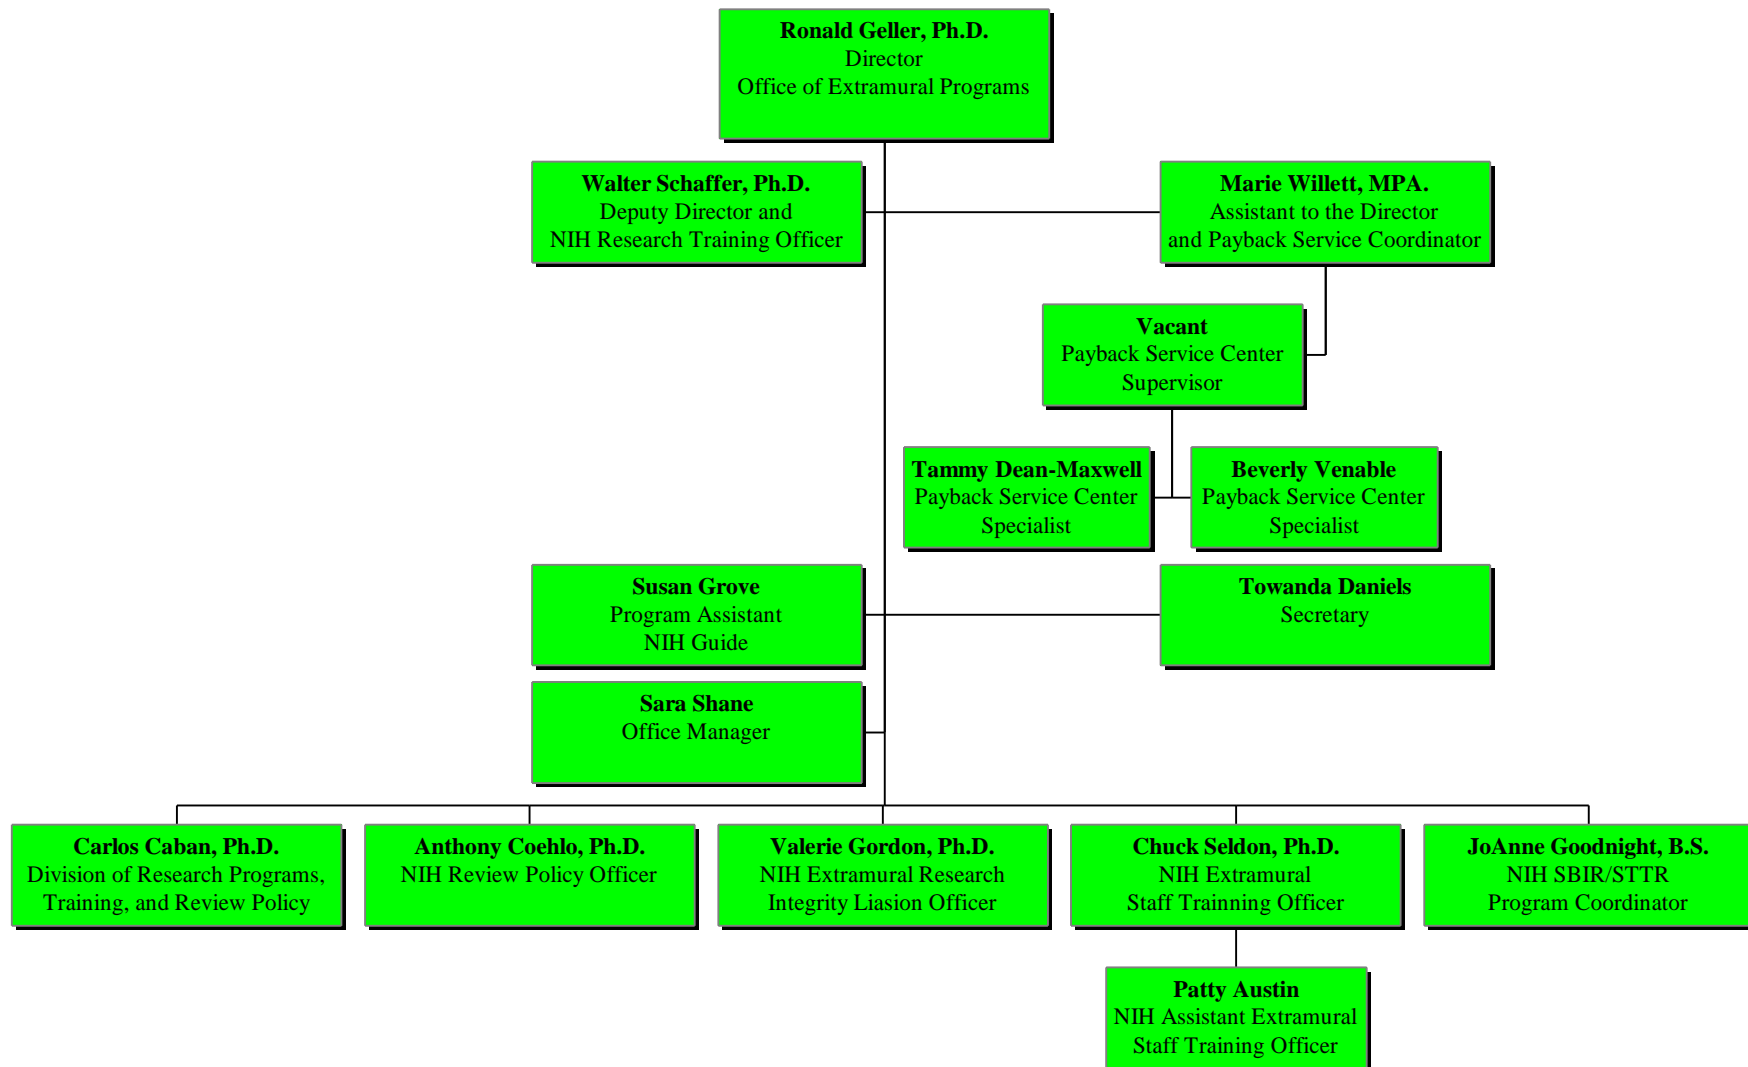 Ronald Geller, Ph.D.
Director
Office of Extramural Programs
Walter Schaffer, Ph.D.
Deputy Director and
NIH Research Training Officer
Marie Willett, MPA.
Assistant to the Director
and Payback Service Coordinator
Vacant
Payback Service Center
Supervisor
Tammy Dean-Maxwell
Payback Service Center
Specialist
Beverly Venable
Payback Service Center
Specialist
Susan Grove
Program Assistant
NIH Guide
Towanda Daniels
Secretary
Sara Shane
Office Manager
Carlos Caban, Ph.D.
Division of Research Programs,
Training, and Review Policy
Anthony Coehlo, Ph.D.
NIH Review Policy Officer
Valerie Gordon, Ph.D.
NIH Extramural Research
Integrity Liasion Officer
Chuck Seldon, Ph.D.
NIH Extramural
Staff Trainning Officer
JoAnne Goodnight, B.S.
NIH SBIR/STTR
Program Coordinator
Patty Austin
NIH Assistant Extramural
Staff Training Officer